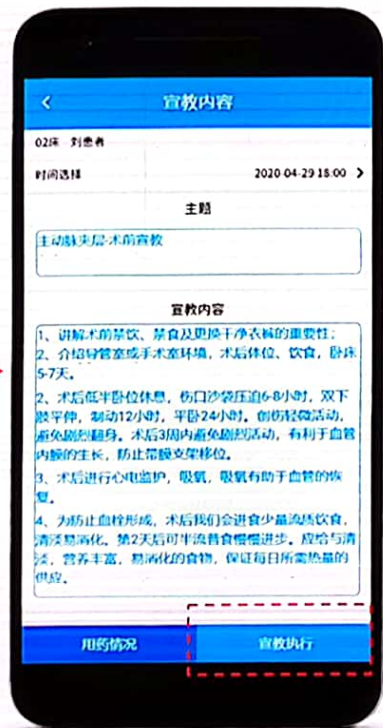 宣教内容
02床 刘患者
时间选择 2020-04-29 18:00
主题
主动脉夹层-术前宣教
宣教内容
1、讲解术前禁饮、禁食及更换干净衣裤的重要性;
2、介绍导管室或手术室环境,术后体位、饮食,卧床
5-7天。
2、术后低半卧位休息,伤口沙袋压迫6-8小时,双下
肢平伸,制动12小时,平卧24小时。创伤轻微活动,
避免剧烈翻身。术后3周内避免剧烈活动,有利于血管
内膜的生长,防止带膜支架移位。
3、术后进行心电监护,吸氧,吸氧有助于血管的恢
复。
4、为防止血栓形成,术后我们会进食少量流质饮食,
清淡易消化。第2天后可半流普食慢慢进步。应给与清
淡,营养丰富,易消化的食物,保证每日所需热量的
供应。
用药情况 宣教执行